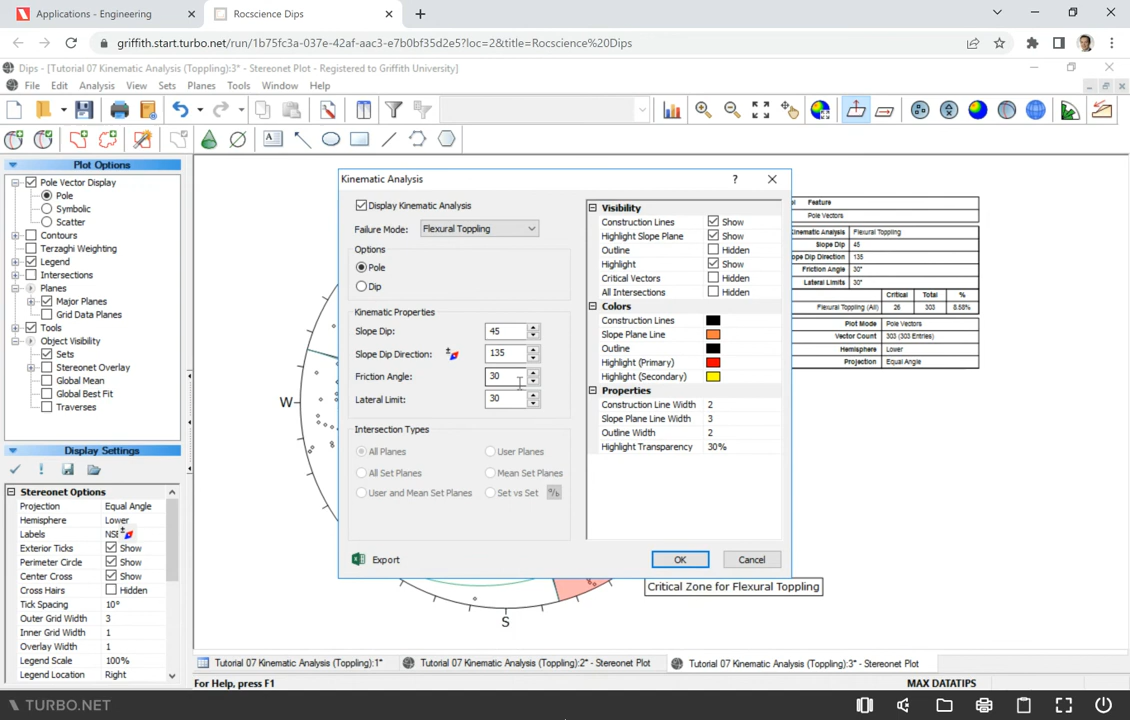 Applications - Engineering
Rocscience Dips
griffith.start.turbo.net/run/1b75fc3a-037e-42af-aac3-e7b0bf35d2e5?loc=2&title=Rocscience%20Dips
Dips - [Tutorial 07 Kinematic Analysis (Toppling):3* - Stereonet Plot - Registered to Griffith University]
File Edit Analysis View Sets Planes Tools Window Help
Plot Options
Pole Vector Display
Pole
Symbolic
Scatter
Contours
Terzaghi Weighting
Legend
Intersections
Planes
Major Planes
Grid Data Planes
Tools
Object Visibility
Sets
Stereonet Overlay
Global Mean
Global Best Fit
Traverses
Display Settings
Stereonet Options
Projection Equal Angle
Hemisphere Lower
Labels NSE
Exterior Ticks Show
Perimeter Circle Show
Center Cross Show
Cross Hairs Hidden
Tick Spacing 10°
Outer Grid Width 3
Inner Grid Width 1
Overlay Width 1
Legend Scale 100%
Legend Location Right
W
S
Kinematic Analysis
?
Display Kinematic Analysis
Failure Mode: Flexural Toppling
Options
Pole
Dip
Kinematic Properties
Slope Dip: 45
Slope Dip Direction: 135
Friction Angle: 30
Lateral Limit: 30
Intersection Types
All Planes User Planes
All Set Planes Mean Set Planes
User and Mean Set Planes Set vs Set a/b
Export
OK Cancel
Visibility
Construction Lines Show
Highlight Slope Plane Show
Outline Hidden
Highlight Show
Critical Vectors Hidden
All Intersections Hidden
Colors
Construction Lines
Slope Plane Line
Outline
Highlight (Primary)
Highlight (Secondary)
Properties
Construction Line Width 2
Slope Plane Line Width 3
Outline Width 2
Highlight Transparency 30%
Feature
Pole Vectors
Kinematic Analysis Flexural Toppling
Slope Dip 45
ope Dip Direction 135
Friction Angle 30°
Lateral Limits 30°
Critical Total %
Flexural Toppling (All) 26 303 8.58%
Plot Mode Pole Vectors
Vector Count 303 (303 Entries)
Hemisphere Lower
Projection Equal Angle
Critical Zone for Flexural Toppling
Tutorial 07 Kinematic Analysis (Toppling):1*
Tutorial 07 Kinematic Analysis (Toppling):2* - Stereonet Plot
Tutorial 07 Kinematic Analysis (Toppling):3* - Stereonet Plot
For Help, press F1
MAX DATATIPS
TURBO.NET